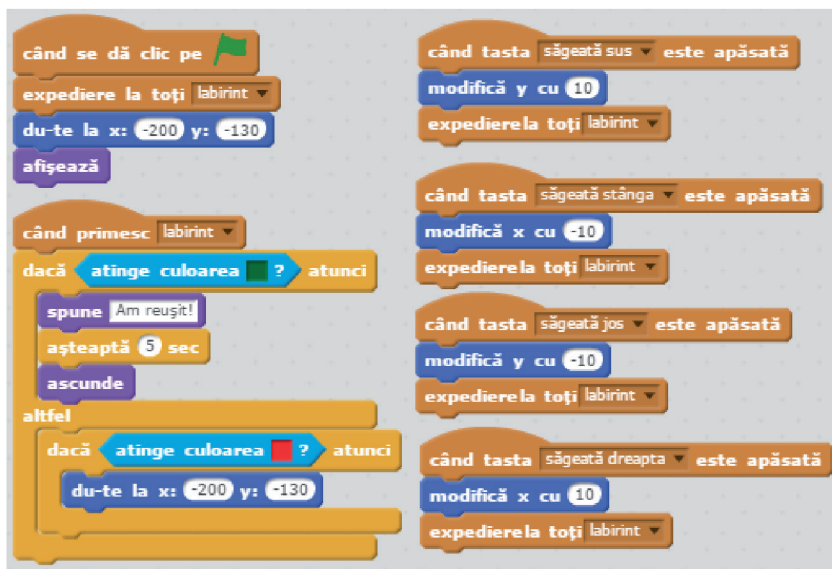 când se dă clic pe
expediere la toți labirint
du-te la x: -200 y: -130
afișează
când primesc labirint
dacă atinge culoarea ? atunci
spune Am reușit!
așteaptă 5 sec
ascunde
altfel
dacă atinge culoarea ? atunci
du-te la x: -200 y: -130
când tasta săgeată sus este apăsată
modifică y cu 10
expedierela toți labirint
când tasta săgeată stânga este apăsată
modifică x cu -10
expedierela toți labirint
când tasta săgeată jos este apăsată
modifică y cu -10
expedierela toți labirint
când tasta săgeată dreapta este apăsată
modifică x cu 10
expedierela toți labirint